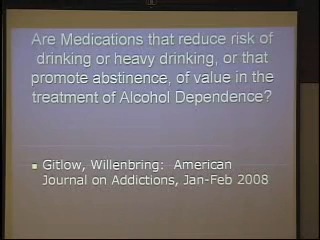 Are Medications that reduce risk of
drinking or heavy drinking, or that
promote abstinence, of value in the
treatment of Alcohol Dependence?
Gitlow, Willenbring: American
Journal on Addictions, Jan-Feb 2008